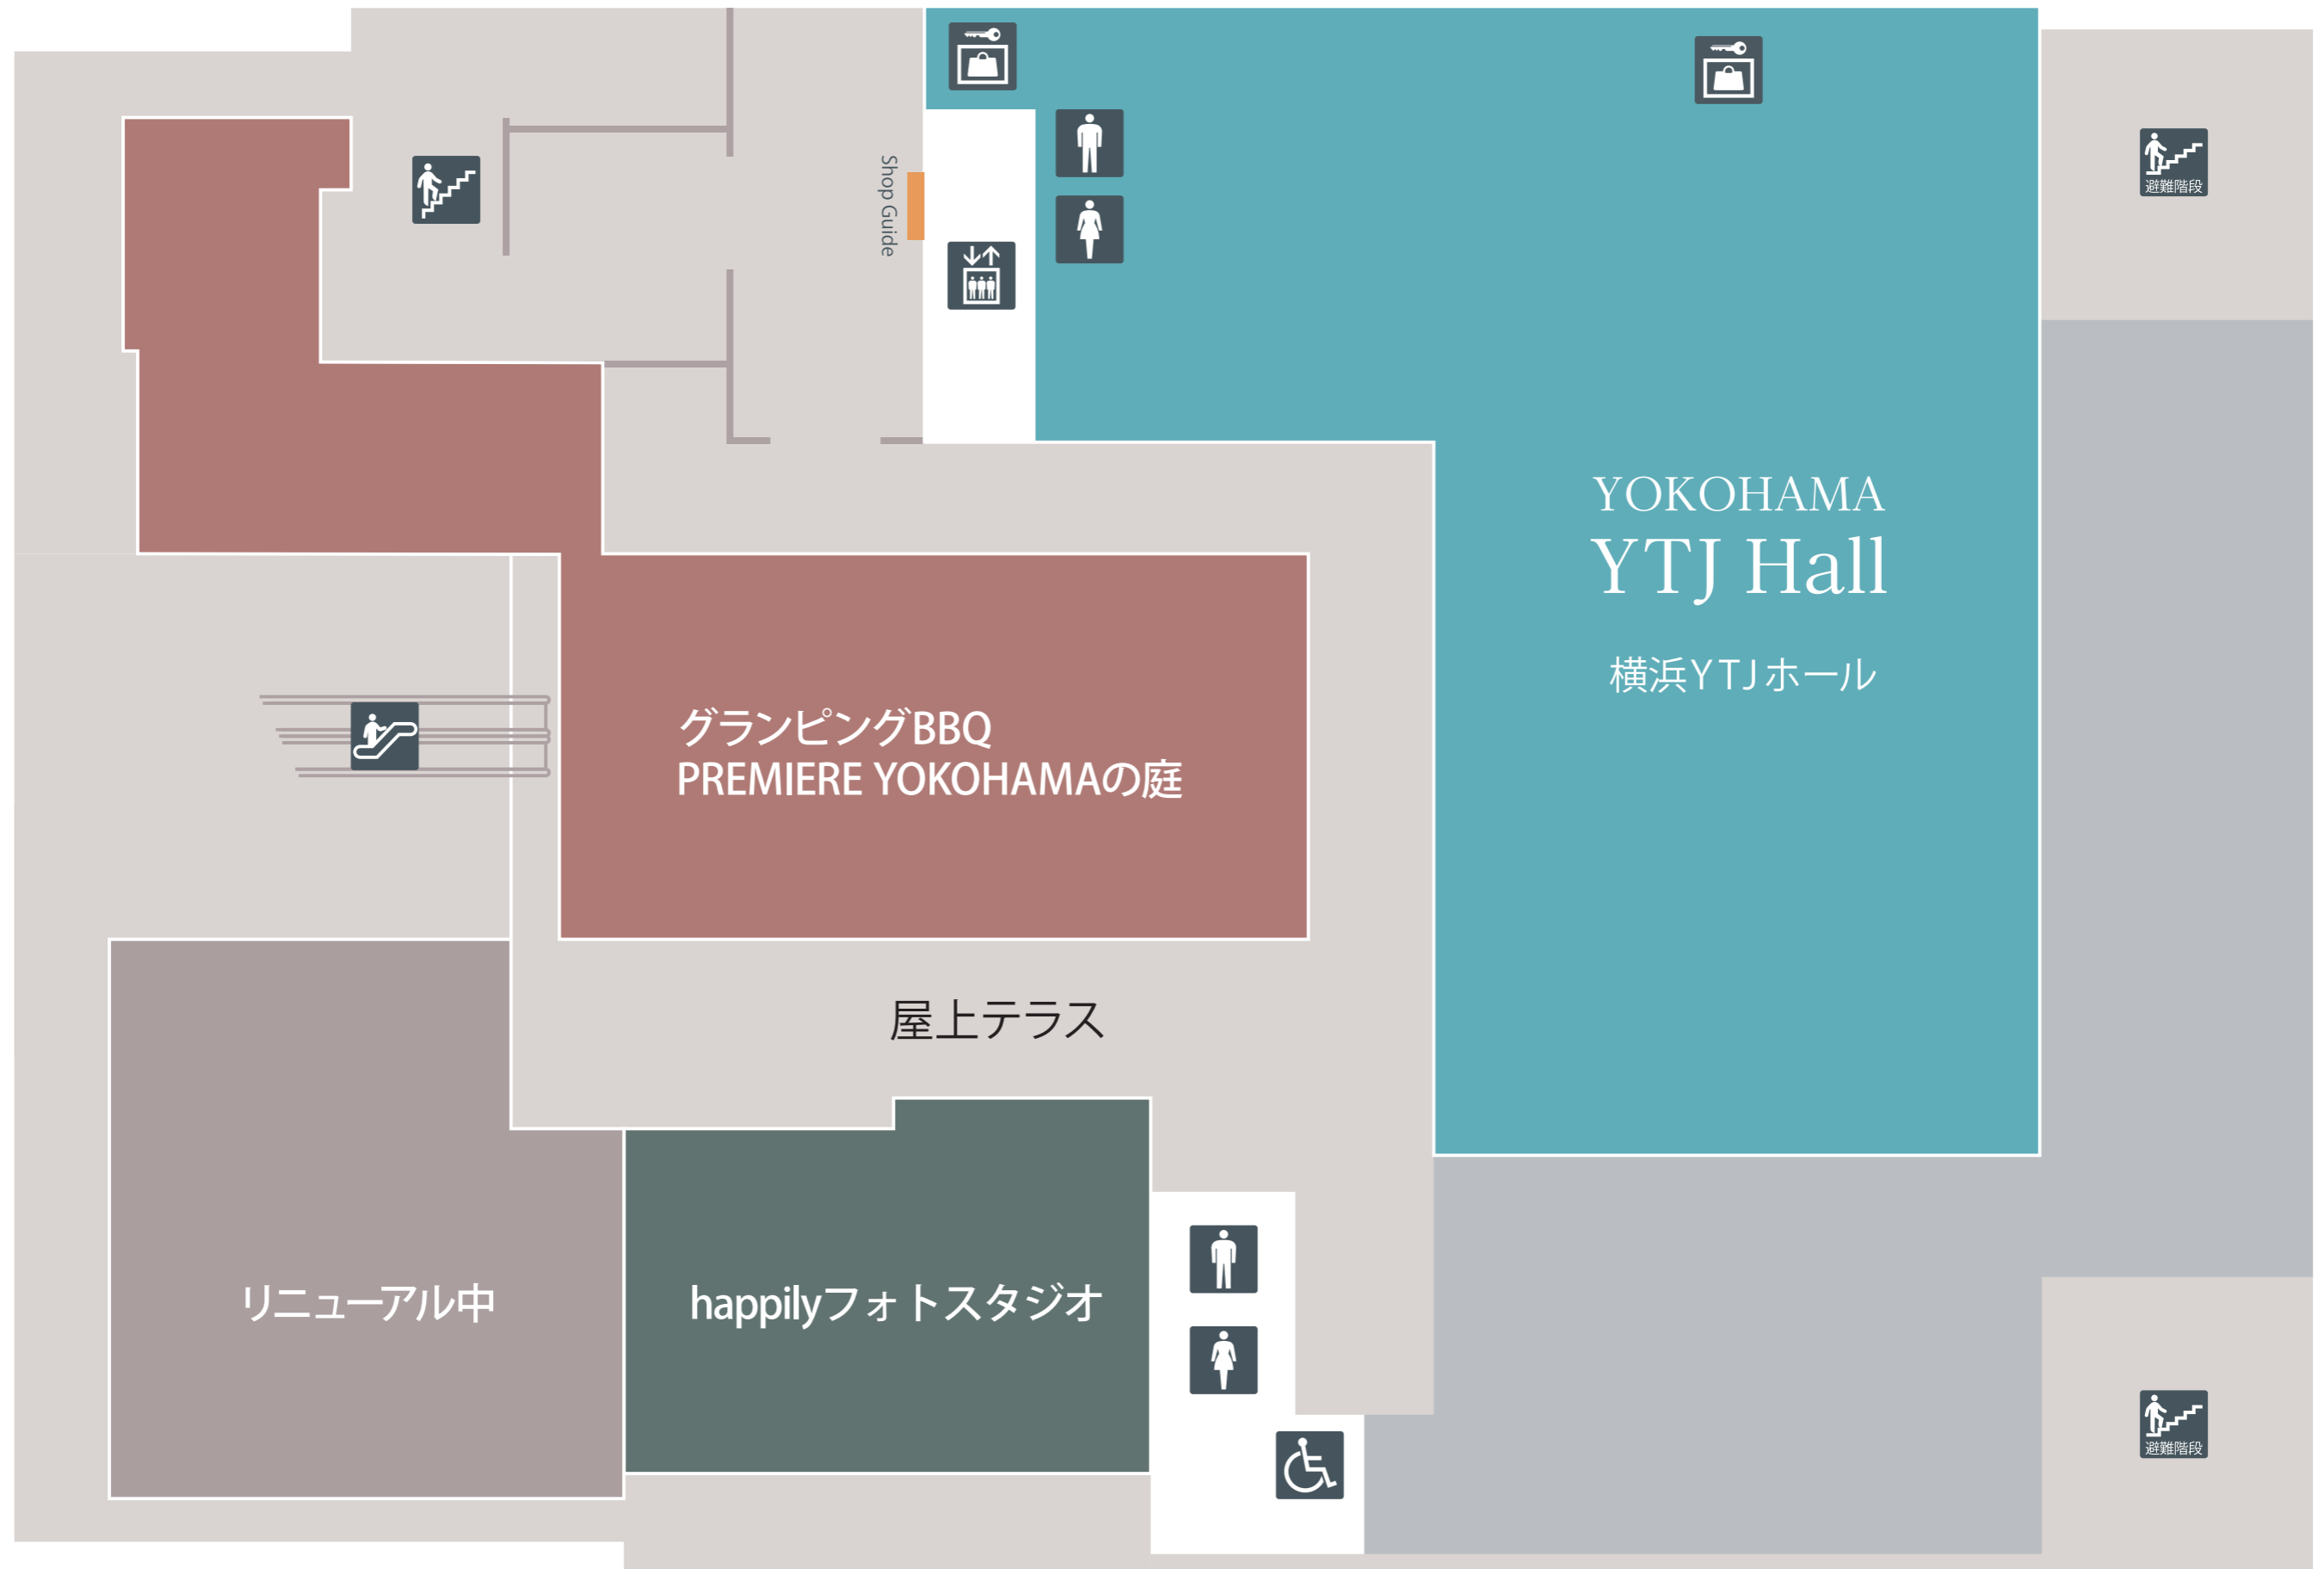 Shop Guide
避難階段
YOKOHAMA
YTJ Hall
横浜YTJホール
グランピングBBQ
PREMIERE YOKOHAMAの庭
屋上テラス
リニューアル中
happilyフォトスタジオ
避難階段